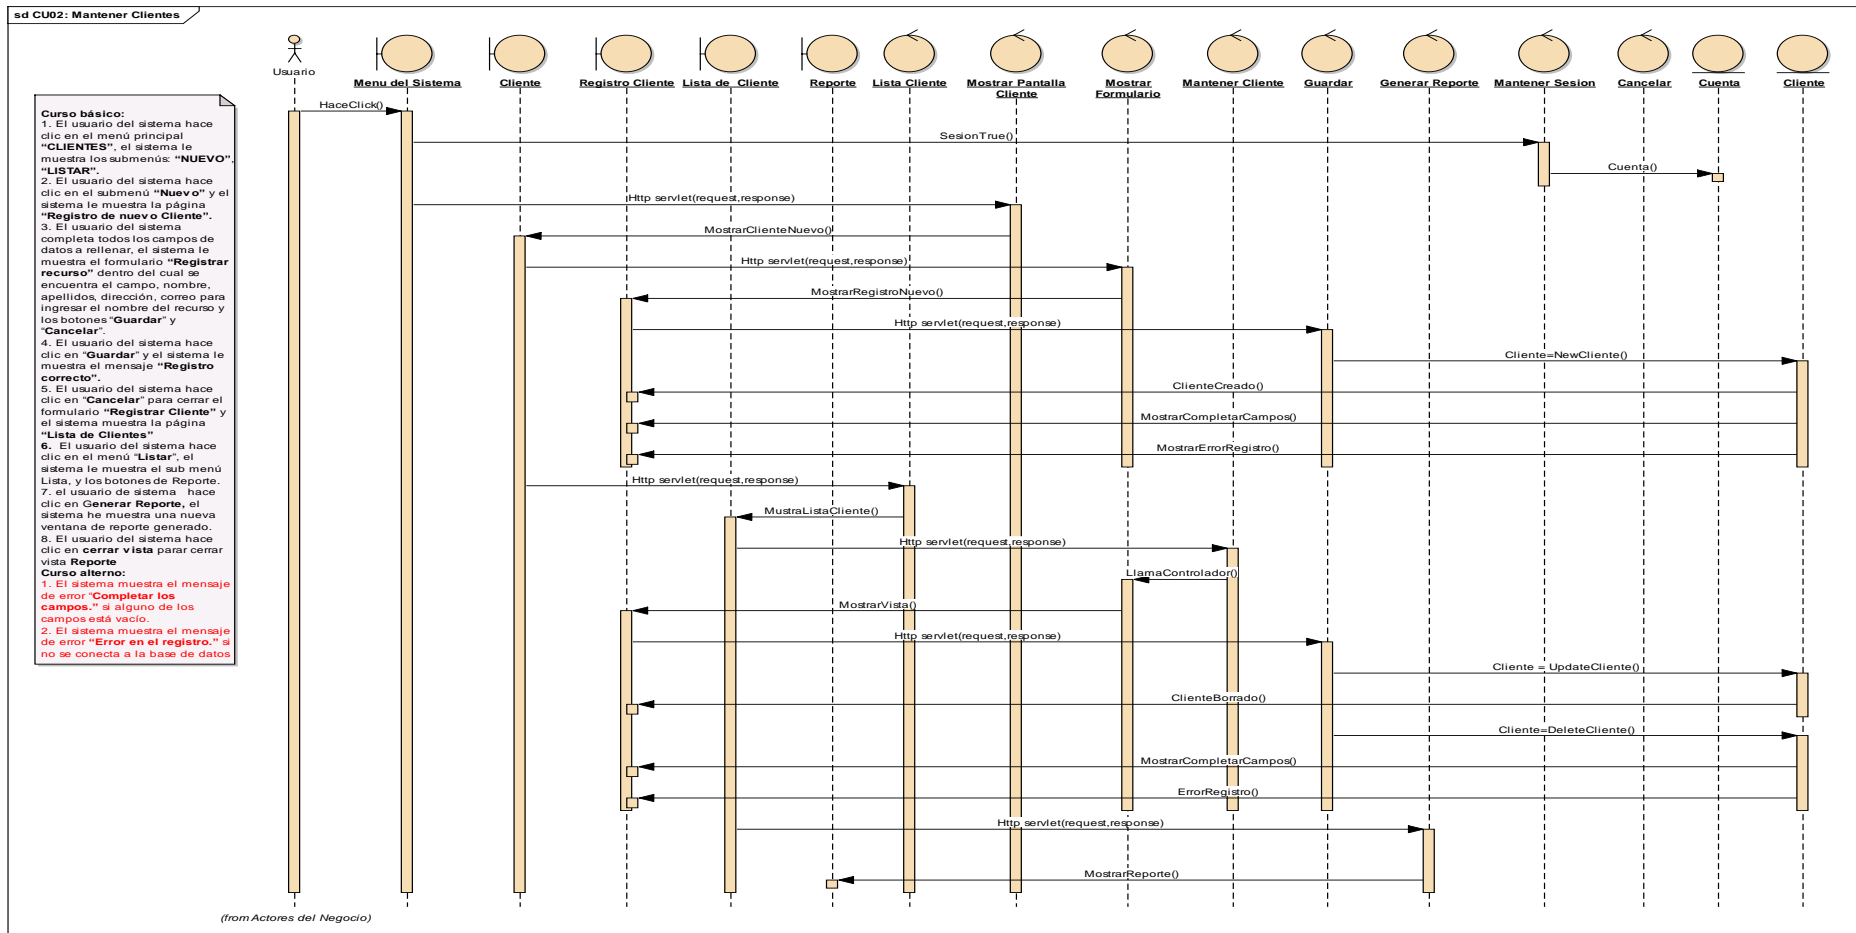 sd CU02: Mantener Clientes
Usuario
Menu del Sistema
Cliente
Registro Cliente
Lista de Cliente
Reporte
Lista Cliente
Mostrar Pantalla
Cliente
Mostrar
Formulario
Mantener Cliente
Guardar
Generar Reporte
Mantener Sesion
Cancelar
Cuenta
Cliente
Curso básico:
1. El usuario del sistema hace
clic en el menú principal
“CLIENTES”, el sistema le
muestra los submenús: “NUEVO”,
“LISTAR”.
2. El usuario del sistema hace
clic en el submenú “Nuevo” y el
sistema le muestra la página
“Registro de nuevo Cliente”.
3. El usuario del sistema
completa todos los campos de
datos a rellenar, el sistema le
muestra el formulario “Registrar
recurso” dentro del cual se
encuentra el campo, nombre,
apellidos, dirección, correo para
ingresar el nombre del recurso y
los botones “Guardar” y
“Cancelar”.
4. El usuario del sistema hace
clic en “Guardar” y el sistema le
muestra el mensaje “Registro
correcto”.
5. El usuario del sistema hace
clic en “Cancelar” para cerrar el
formulario “Registrar Cliente” y
el sistema muestra la página
“Lista de Clientes”
6. El usuario del sistema hace
clic en el menú “Listar”, el
sistema le muestra el sub menú
Lista, y los botones de Reporte.
7. el usuario de sistema hace
clic en Generar Reporte, el
sistema he muestra una nueva
ventana de reporte generado.
8. El usuario del sistema hace
clic en cerrar vista parar cerrar
vista Reporte
Curso alterno:
1. El sistema muestra el mensaje
de error “Completar los
campos.” si alguno de los
campos está vacío.
2. El sistema muestra el mensaje
de error “Error en el registro.” si
no se conecta a la base de datos
HaceClick()
SesionTrue()
Cuenta()
Http servlet(request,response)
MostrarClienteNuevo()
Http servlet(request,response)
MostrarRegistroNuevo()
Http servlet(request,response)
Cliente=NewCliente()
ClienteCreado()
MostrarCompletarCampos()
MostrarErrorRegistro()
Http servlet(request,response)
MustraListaCliente()
Http servlet(request,response)
LlamaControlador()
MostrarVista()
Http servlet(request,response)
Cliente = UpdateCliente()
ClienteBorrado()
Cliente=DeleteCliente()
MostrarCompletarCampos()
ErrorRegistro()
Http servlet(request,response)
MostrarReporte()
(from Actores del Negocio)